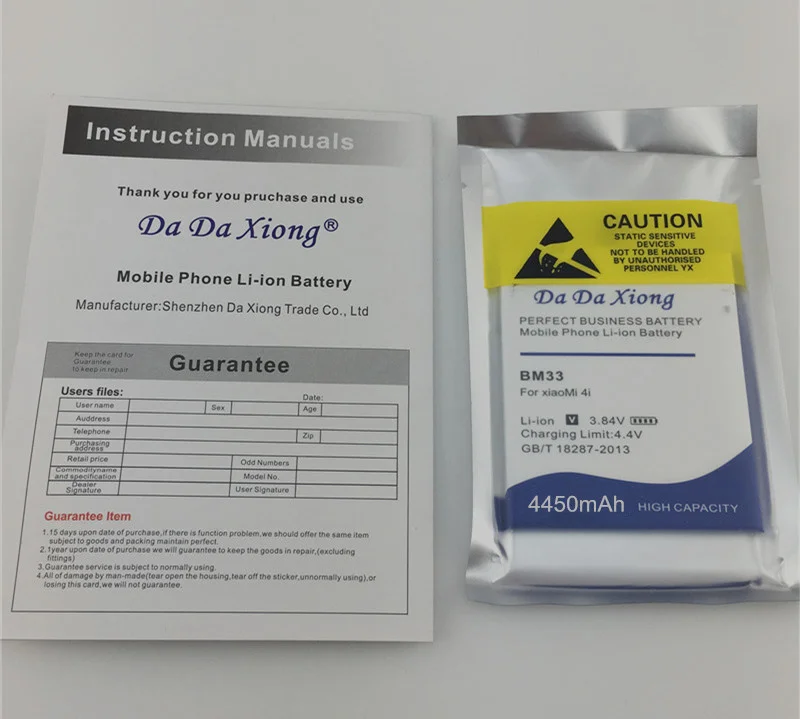 Instruction Manuals
Thank you for you pruchase and use
Da Da Xiong®
Mobile Phone Li-ion Battery
Manufacturer:Shenzhen Da Xiong Trade Co., Ltd
Keep the card for
Guarantee
to keep in repair
Guarantee
Users files:
Date:
User name
Sex
Age
Auddress
Telephone
Zip
Purchasing
address
Retail price
Odd Numbers
Commodityname
and specification
Model No.
Dealer
Signature
User Signature
Guarantee Item
1.15 days upon date of purchase,if there is function problem,we should offer the same item
subject to goods and packing maintain perfect.
2.1year upon date of purchase we will guarantee to keep the goods in repair,(excluding
fittings)
3.Guarantee service is subject to normally using.
4.All of damage by man-made(tear open the housing,tear off the sticker,unnormally using),or
losing this card,we will not guarantee.
CAUTION
STATIC SENSITIVE
DEVICES
NOT TO BE HANDLED
BY UNAUTHORISED
PERSONNEL YX
Da Da Xiong
PERFECT BUSINESS BATTERY
Mobile Phone Li-ion Battery
BM33
For xiaoMi 4i
Li-ion V 3.84V
Charging Limit:4.4V
GB/T 18287-2013
4450mAh HIGH CAPACITY